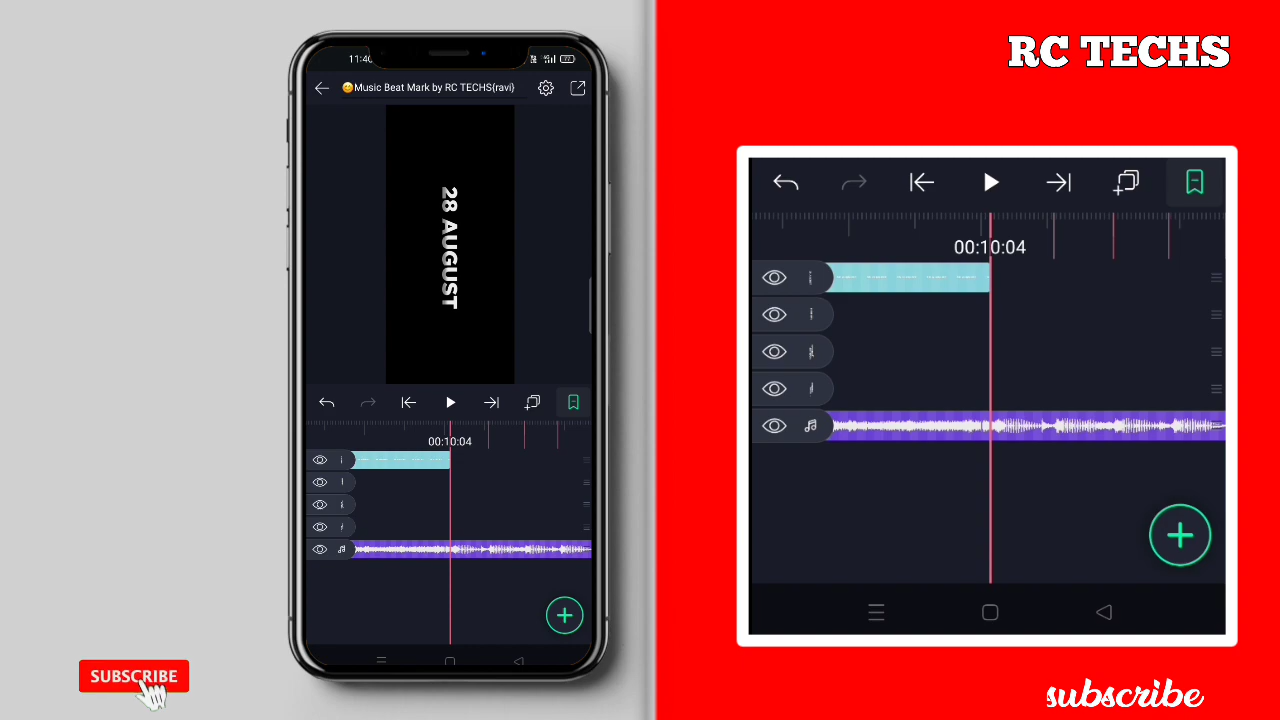 11:40
😊Music Beat Mark by RC TECHS{ravi}
28 AUGUST
00:10:04
SUBSCRIBE
RC TECHS
00:10:04
subscribe